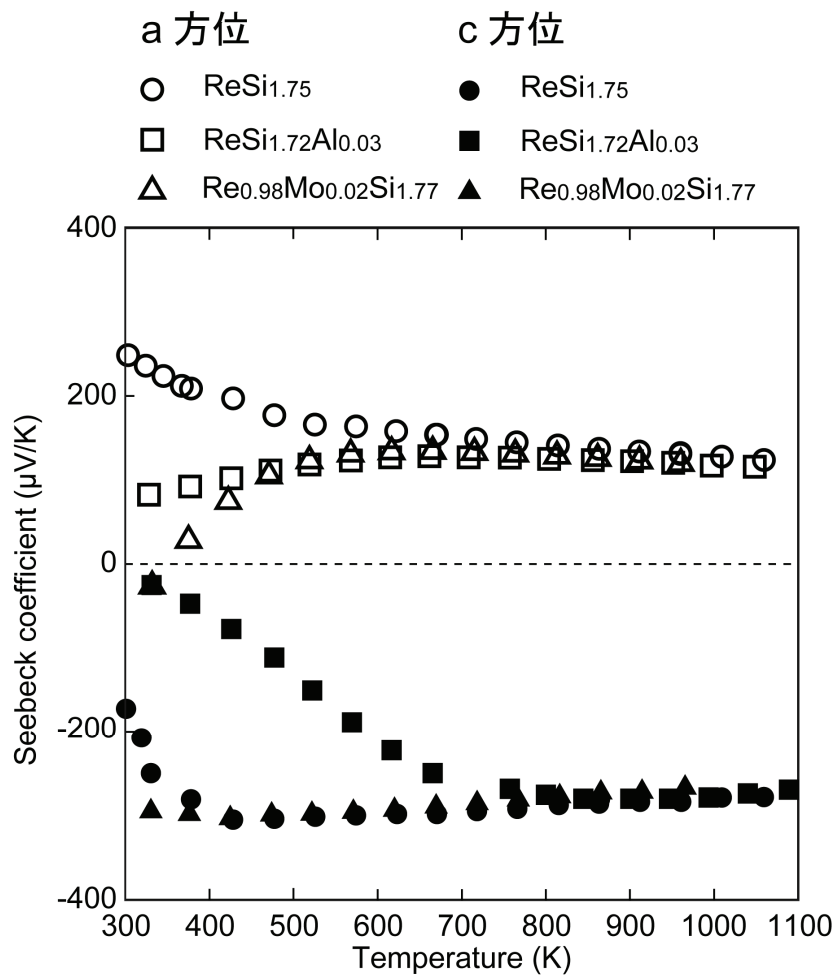 a 方位 c 方位
ReSi1.75 ReSi1.75
ReSi1.72Al0.03 ReSi1.72Al0.03
Re0.98Mo0.02Si1.77 Re0.98Mo0.02Si1.77
400
200
0
-200
-400
Seebeck coefficient (μV/K)
300 400 500 600 700 800 900 1000 1100
Temperature (K)